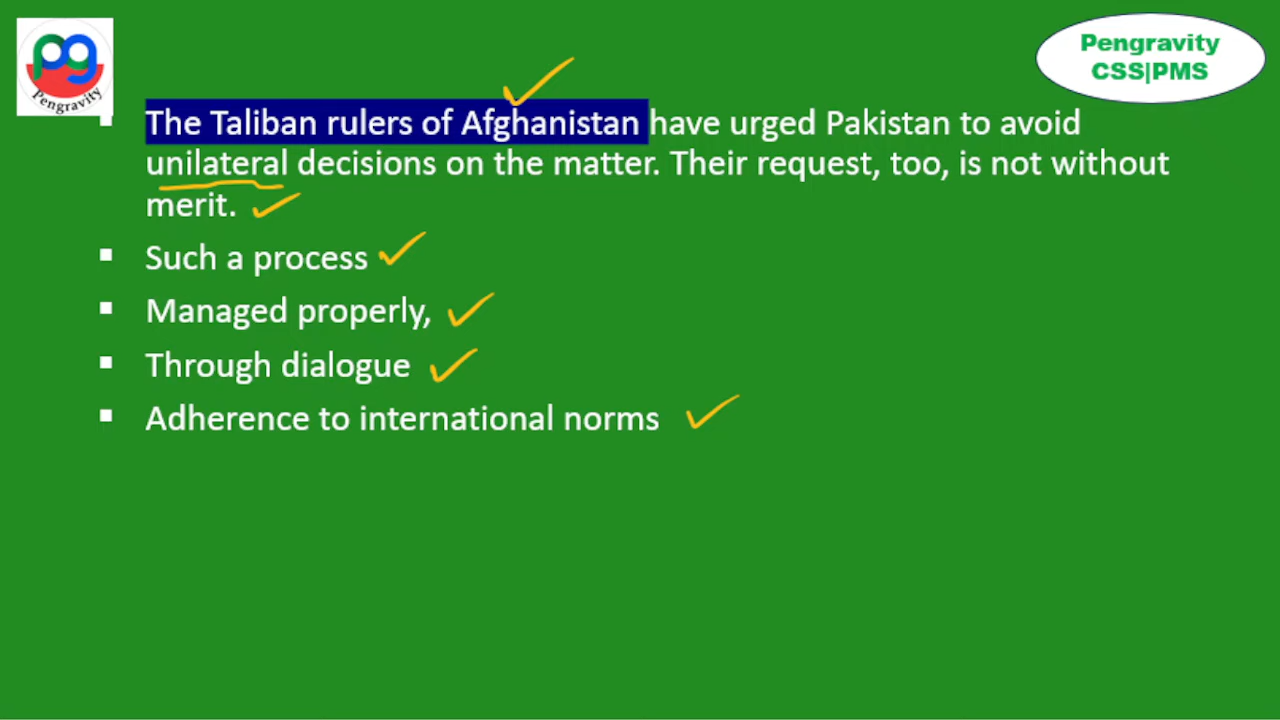 Pengravity
Pengravity
CSS|PMS
The Taliban rulers of Afghanistan have urged Pakistan to avoid
unilateral decisions on the matter. Their request, too, is not without
merit.
Such a process
Managed properly,
Through dialogue
Adherence to international norms